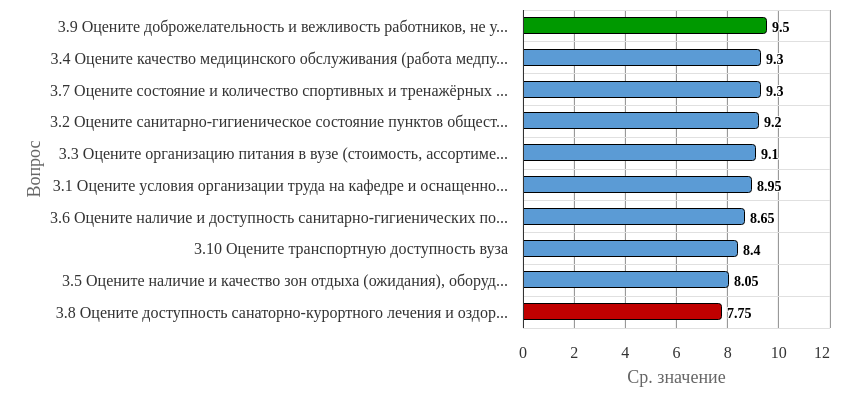 3.9 Оцените доброжелательность и вежливость работников, не у... 9.5
3.4 Оцените качество медицинского обслуживания (работа медпу... 9.3
3.7 Оцените состояние и количество спортивных и тренажёрных ... 9.3
3.2 Оцените санитарно-гигиеническое состояние пунктов общест... 9.2
3.3 Оцените организацию питания в вузе (стоимость, ассортиме... 9.1
3.1 Оцените условия организации труда на кафедре и оснащенно... 8.95
3.6 Оцените наличие и доступность санитарно-гигиенических по... 8.65
3.10 Оцените транспортную доступность вуза 8.4
3.5 Оцените наличие и качество зон отдыха (ожидания), оборуд... 8.05
3.8 Оцените доступность санаторно-курортного лечения и оздор... 7.75
Вопрос
0 2 4 6 8 10 12
Ср. значение